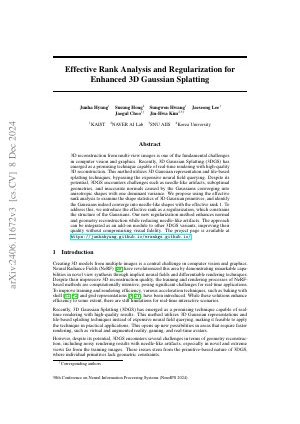 arXiv:2406.11672v3 [cs.CV] 8 Dec 2024
Effective Rank Analysis and Regularization for
Enhanced 3D Gaussian Splatting
Junha Hyung¹ Susung Hong⁴ Sungwon Hwang¹ Jaeseong Lee¹
Jaegul Choo¹† Jin-Hwa Kim²,³†
¹KAIST ²NAVER AI Lab ³SNU AIIS ⁴Korea University
Abstract
3D reconstruction from multi-view images is one of the fundamental challenges
in computer vision and graphics. Recently, 3D Gaussian Splatting (3DGS) has
emerged as a promising technique capable of real-time rendering with high-quality
3D reconstruction. This method utilizes 3D Gaussian representation and tile-based
splatting techniques, bypassing the expensive neural field querying. Despite its
potential, 3DGS encounters challenges such as needle-like artifacts, suboptimal
geometries, and inaccurate normals caused by the Gaussians converging into
anisotropic shapes with one dominant variance. We propose using the effective
rank analysis to examine the shape statistics of 3D Gaussian primitives, and identify
the Gaussians indeed converge into needle-like shapes with the effective rank 1. To
address this, we introduce the effective rank as a regularization, which constrains
the structure of the Gaussians. Our new regularization method enhances normal
and geometry reconstruction while reducing needle-like artifacts. The approach
can be integrated as an add-on module to other 3DGS variants, improving their
quality without compromising visual fidelity. The project page is available at
https://junhahyung.github.io/erankgs.io/
1 Introduction
Creating 3D models from multiple images is a central challenge in computer vision and graphics.
Neural Radiance Fields (NeRF) have revolutionized this area by demonstrating remarkable capabilities
in novel view synthesis through implicit neural fields and differentiable rendering techniques.
Despite their impressive 3D reconstruction quality, the training and rendering processes of NeRF-
based methods are computationally intensive, posing significant challenges for real-time applications.
To improve training and rendering efficiency, various acceleration techniques, such as baking with
mesh and grid representations, have been introduced. While these solutions enhance
efficiency to some extent, there are still limitations for real-time interactive scenarios.
Recently, 3D Gaussian Splatting (3DGS) has emerged as a promising technique capable of real-
time rendering with high-quality results. This method utilizes 3D Gaussian representations and
tile-based splatting techniques instead of expensive neural field querying, making it feasible to apply
the technique in practical applications. This opens up new possibilities in areas that require faster
rendering, such as virtual and augmented reality, gaming, and real-time avatars.
However, despite its potential, 3DGS encounters several challenges in terms of geometry reconstruction,
including noisy rendering results with needle-like artifacts, especially in novel and extreme
views far from the training images. These issues stem from the primitive-based nature of 3DGS,
where individual primitives lack geometric constraints.
† Corresponding authors
38th Conference on Neural Information Processing Systems (NeurIPS 2024).